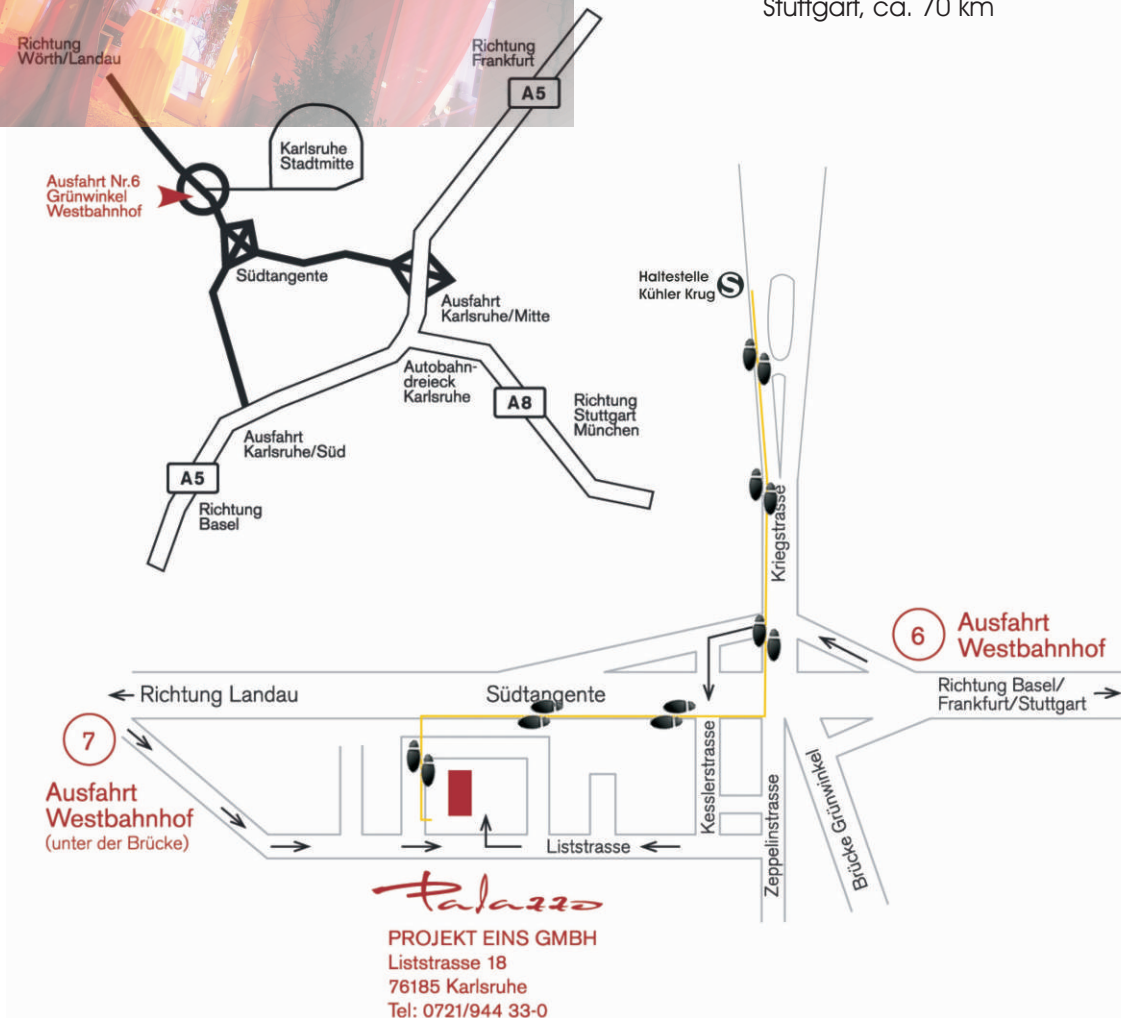 Stuttgart, ca. 70 km
Richtung
Wörth/Landau
Richtung
Frankfurt
A5
Karlsruhe
Stadtmitte
Ausfahrt Nr.6
Grünwinkel
Westbahnhof
Südtangente
Ausfahrt
Karlsruhe/Mitte
Autobahn-
dreieck
Karlsruhe
A8
Richtung
Stuttgart
München
Ausfahrt
Karlsruhe/Süd
A5
Richtung
Basel
Haltestelle
Kühler Krug
S
Kriegstrasse
6
Ausfahrt
Westbahnhof
Richtung Landau
Südtangente
Richtung Basel/
Frankfurt/Stuttgart
7
Ausfahrt
Westbahnhof
(unter der Brücke)
Kesslerstrasse
Zeppelinstrasse
Brücke Grünwinkel
Liststrasse
Palazzo
PROJEKT EINS GMBH
Liststrasse 18
76185 Karlsruhe
Tel: 0721/944 33-0